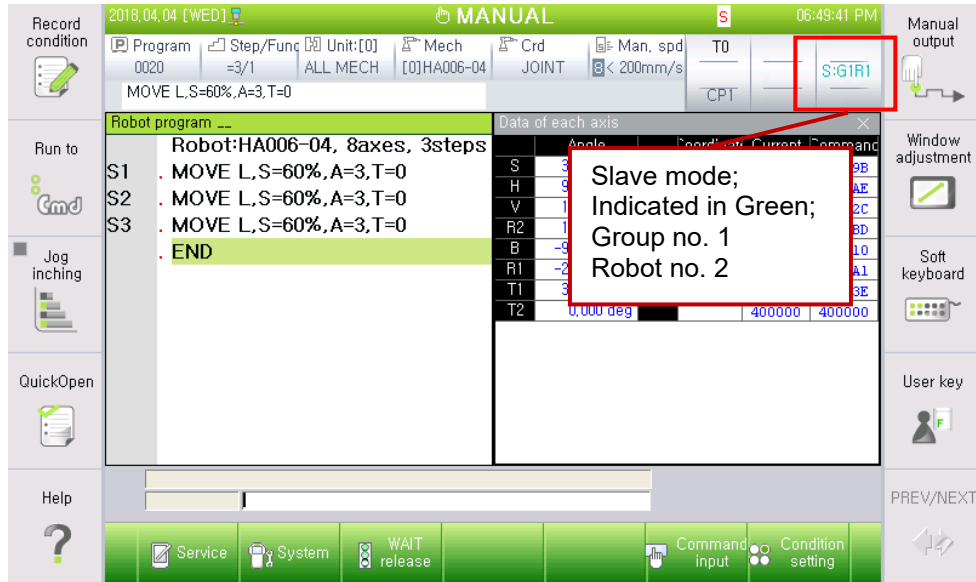 Record
condition
2018,04,04 [WED]
MANUAL
S
06:49:41 PM
Manual
output
Program
Step/Func
Unit:[0]
Mech
Crd
Man, spd
T0
0020
=3/1
ALL MECH
[0]HA006-04
JOINT
8< 200mm/s
S:G1R1
MOVE L,S=60%,A=3,T=0
CP1
Robot program __
Data of each axis
Robot:HA006-04, 8axes, 3steps
S1 . MOVE L,S=60%,A=3,T=0
S2 . MOVE L,S=60%,A=3,T=0
S3 . MOVE L,S=60%,A=3,T=0
. END
Angle
Current
Command
S
H
V
R2
B
R1
T1
T2 0,000 deg 400000 400000
Slave mode;
Indicated in Green;
Group no. 1
Robot no. 2
Run to
Cmd
Jog
inching
QuickOpen
Help
Window
adjustment
Soft
keyboard
User key
F
PREV/NEXT
Service
System
WAIT
release
Command
input
Condition
setting